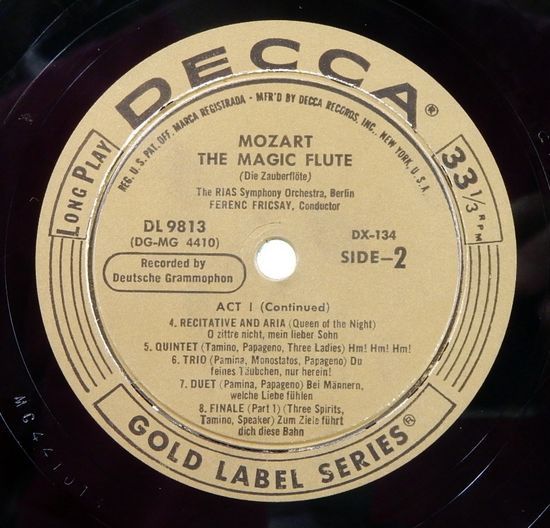 DECCA®
REG. U.S. PAT. OFF. MARCA REGISTRADA - MFR'D BY DECCA RECORDS, INC., NEW YORK, U.S.A.
LONG PLAY
33 1/3 RPM
MOZART
THE MAGIC FLUTE
(Die Zauberflöte)
The RIAS Symphony Orchestra, Berlin
FERENC FRICSAY, Conductor
DL 9813
(DG-MG 4410)
DX-134
SIDE-2
Recorded by
Deutsche Grammophon
ACT I (Continued)
4. RECITATIVE AND ARIA (Queen of the Night)
O zittre nicht, mein lieber Sohn
5. QUINTET (Tamino, Papageno, Three Ladies) Hm! Hm! Hm!
6. TRIO (Pamina, Monostatos, Papageno) Du
feines Täubchen, nur herein!
7. DUET (Pamina, Papageno) Bei Männern,
welche Liebe fühlen
8. FINALE (Part 1) (Three Spirits,
Tamino, Speaker) Zum Ziele führt
dich diese Bahn
GOLD LABEL SERIES®